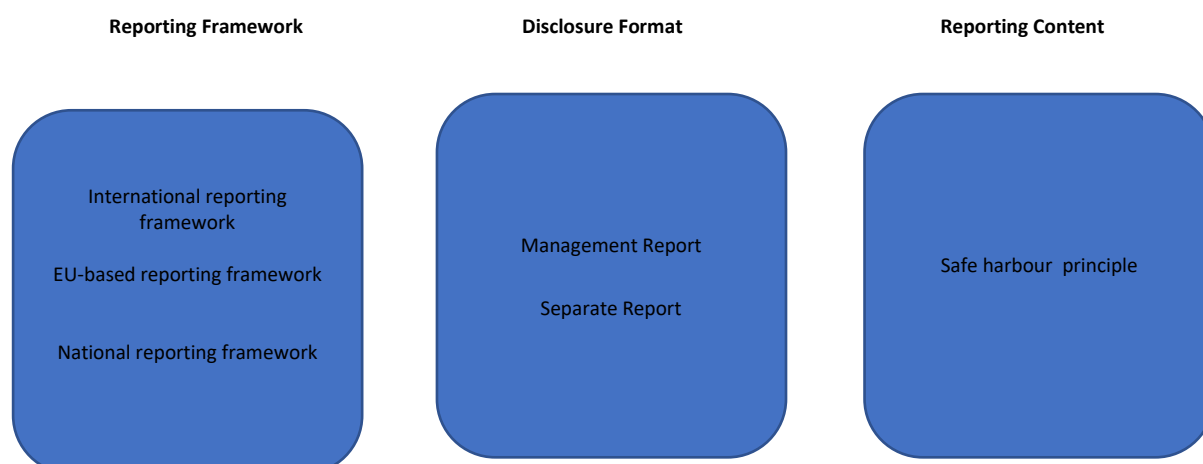 Reporting Framework
Disclosure Format
Reporting Content
International reporting
framework
EU-based reporting framework
National reporting framework
Management Report
Separate Report
Safe harbour  principle